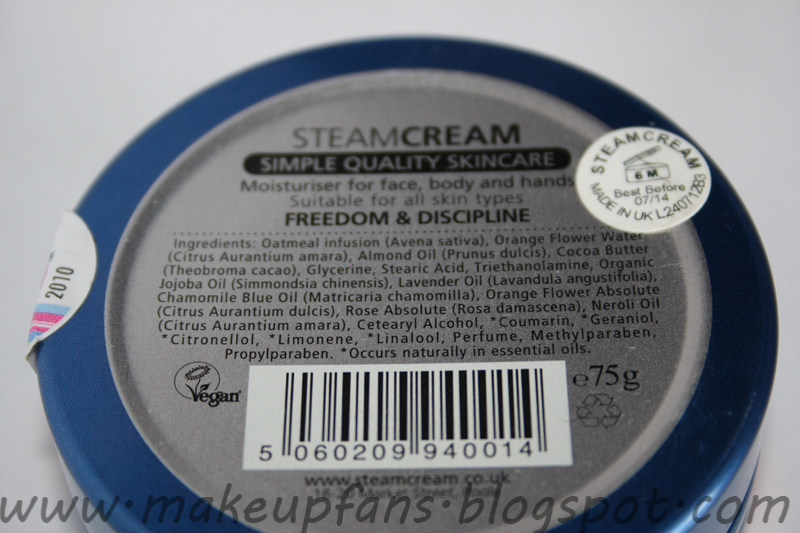 STEAMCREAM
SIMPLE QUALITY SKINCARE
Moisturiser for face, body and hands
Suitable for all skin types
FREEDOM & DISCIPLINE
Ingredients: Oatmeal infusion (Avena sativa), Orange Flower Water
(Citrus Aurantium amara), Almond Oil (Prunus dulcis), Cocoa Butter
(Theobroma cacao), Glycerine, Stearic Acid, Triethanolamine, Organic
Jojoba Oil (Simmondsia chinensis), Lavender Oil (Lavandula angustifolia),
Chamomile Blue Oil (Matricaria chamomilla), Orange Flower Absolute
(Citrus Aurantium dulcis), Rose Absolute (Rosa damascena), Neroli Oil
(Citrus Aurantium amara), Cetearyl Alcohol, *Coumarin, *Geraniol,
*Citronellol, *Limonene, *Linalool, Perfume, Methylparaben,
Propylparaben. *Occurs naturally in essential oils.
Vegan
e75g
5 060209 940014
www.steamcream.co.uk
Market Street, Poole
STEAMCREAM
6 M
Best Before
07/14
MADE IN UK L240712B3
2010
www.makeupfans.blogspot.com